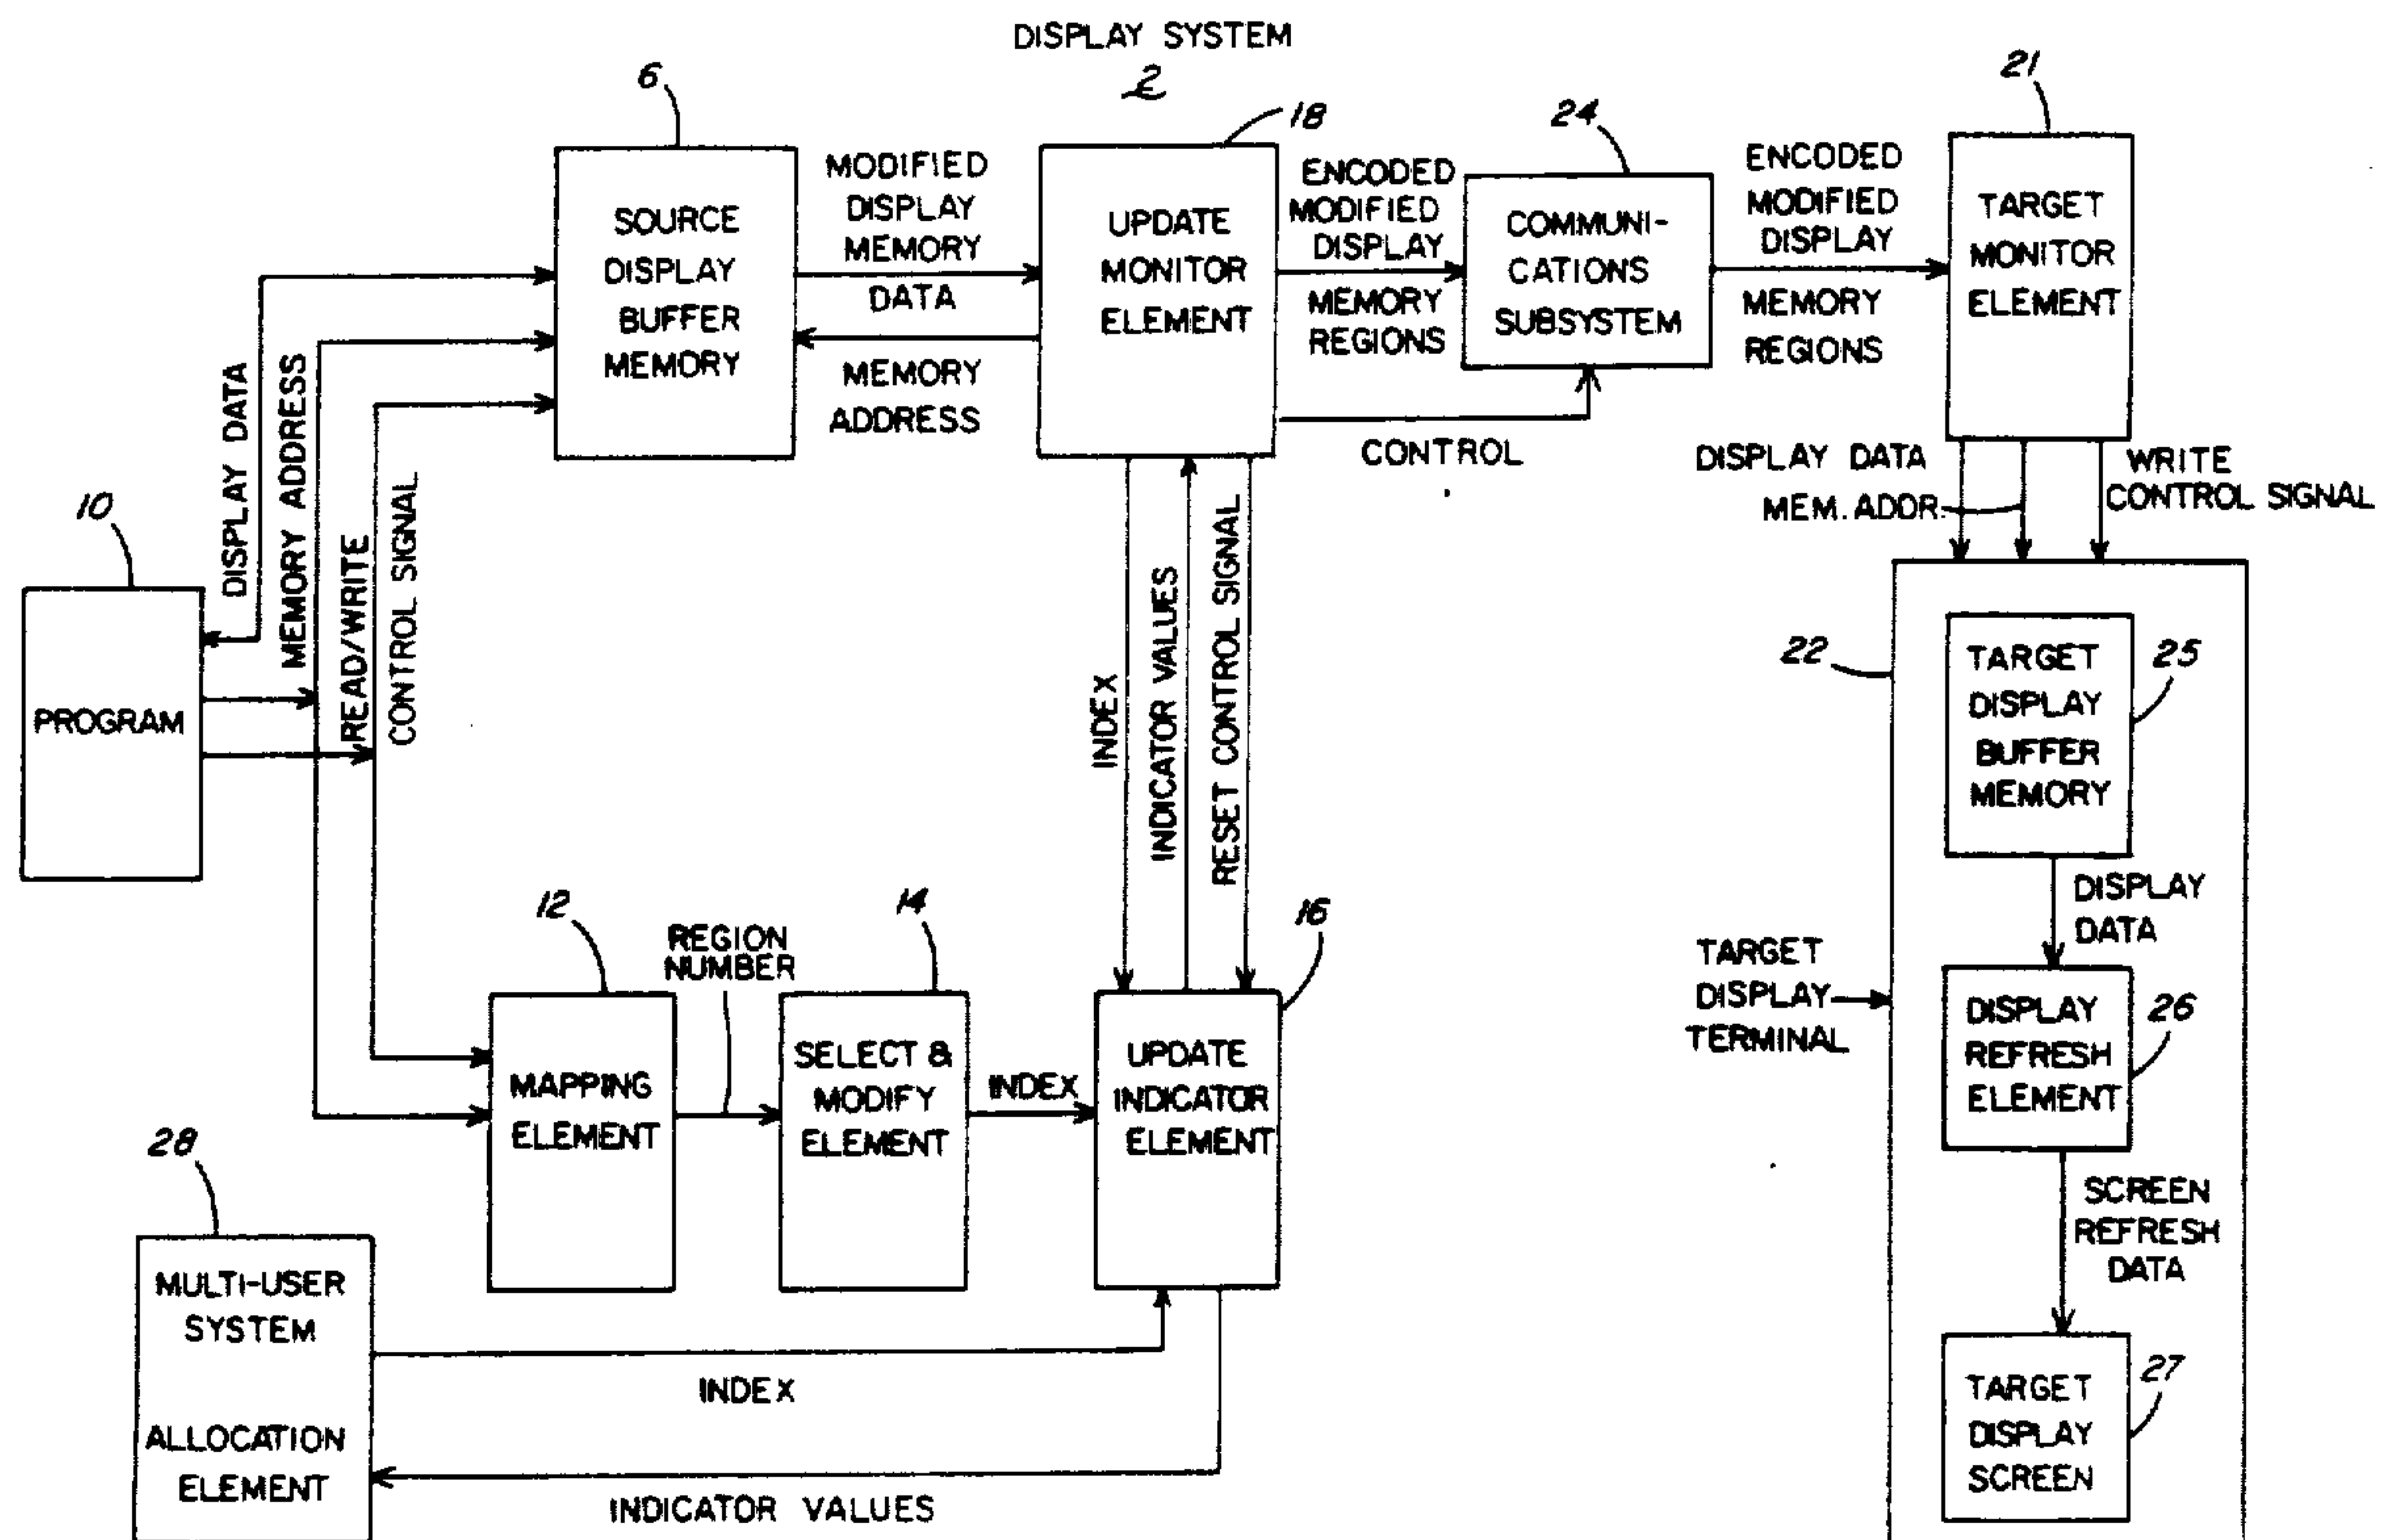 DISPLAY SYSTEM
2
6
18
24
21
SOURCE
DISPLAY
BUFFER
MEMORY
MODIFIED
DISPLAY
MEMORY
DATA
MEMORY
ADDRESS
UPDATE
MONITOR
ELEMENT
ENCODED
MODIFIED
DISPLAY
MEMORY
REGIONS
CONTROL
COMMUNI-
CATIONS
SUBSYSTEM
ENCODED
MODIFIED
DISPLAY
MEMORY
REGIONS
TARGET
MONITOR
ELEMENT
DISPLAY DATA
MEM. ADDR.
WRITE
CONTROL SIGNAL
10
PROGRAM
DISPLAY DATA
MEMORY ADDRESS
READ/WRITE
CONTROL SIGNAL
INDEX
INDICATOR VALUES
RESET CONTROL SIGNAL
12
MAPPING
ELEMENT
REGION
NUMBER
14
SELECT &
MODIFY
ELEMENT
INDEX
16
UPDATE
INDICATOR
ELEMENT
28
MULTI-USER
SYSTEM
ALLOCATION
ELEMENT
INDEX
INDICATOR VALUES
22
TARGET
DISPLAY
TERMINAL
TARGET
DISPLAY
BUFFER
MEMORY
25
DISPLAY
DATA
DISPLAY
REFRESH
ELEMENT
26
SCREEN
REFRESH
DATA
TARGET
DISPLAY
SCREEN
27